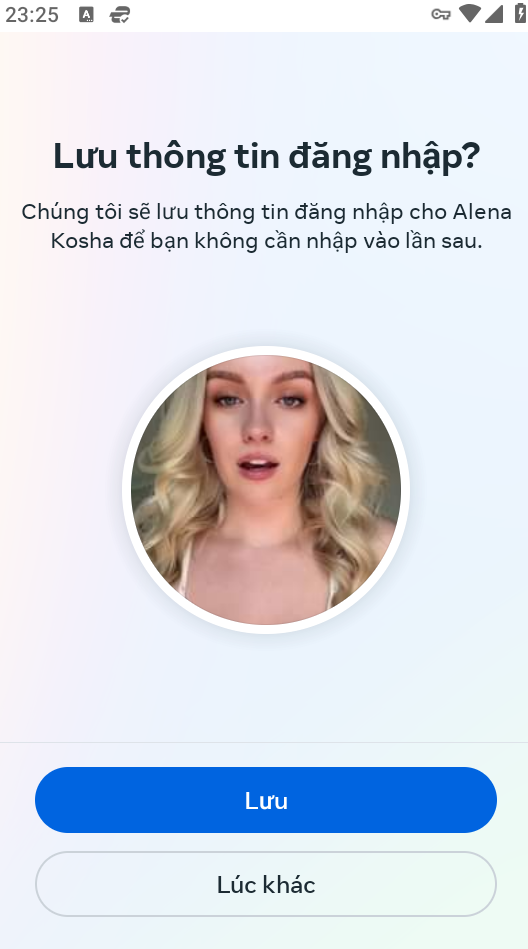 23:25
A
Lưu thông tin đăng nhập?
Chúng tôi sẽ lưu thông tin đăng nhập cho Alena
Kosha để bạn không cần nhập vào lần sau.
Lưu
Lúc khác